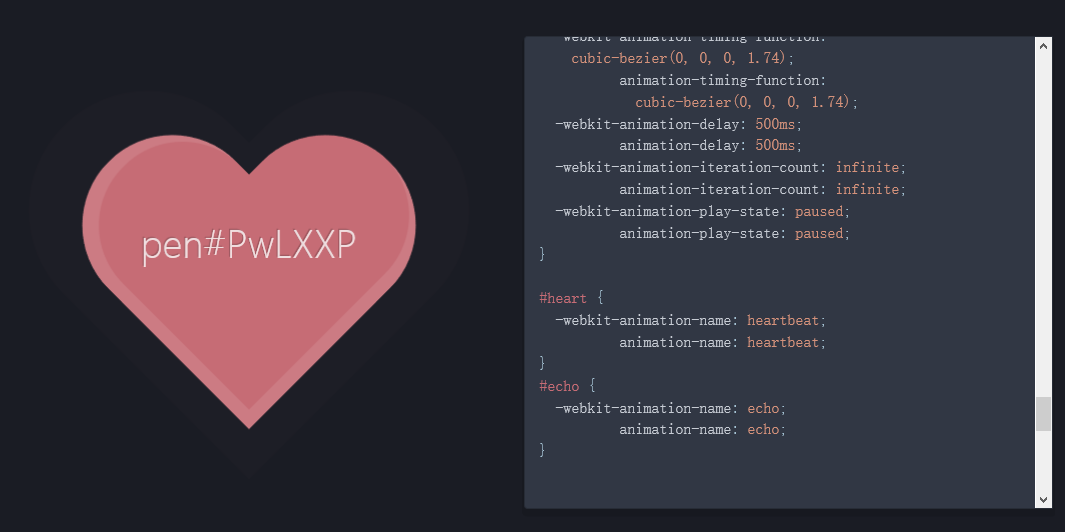 pen#PwLXXP
-webkit-animation-timing-function:
cubic-bezier(0, 0, 0, 1.74);
animation-timing-function:
cubic-bezier(0, 0, 0, 1.74);
-webkit-animation-delay: 500ms;
animation-delay: 500ms;
-webkit-animation-iteration-count: infinite;
animation-iteration-count: infinite;
-webkit-animation-play-state: paused;
animation-play-state: paused;
}
#heart {
-webkit-animation-name: heartbeat;
animation-name: heartbeat;
}
#echo {
-webkit-animation-name: echo;
animation-name: echo;
}